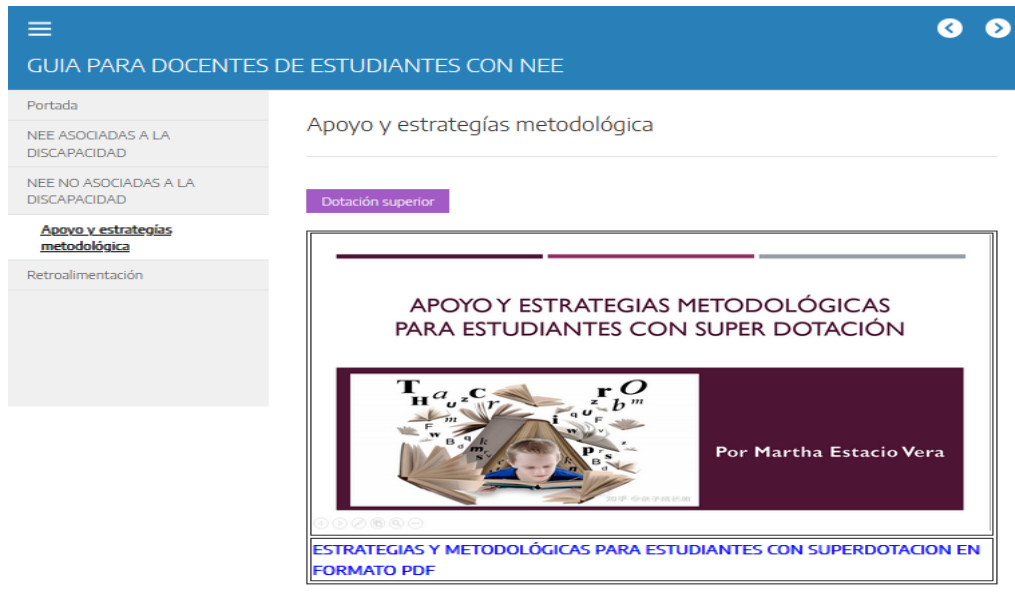 GUIA PARA DOCENTES DE ESTUDIANTES CON NEE
Portada
NEE ASOCIADAS A LA
DISCAPACIDAD
NEE NO ASOCIADAS A LA
DISCAPACIDAD
Apoyo y estrategías
metodológica
Retroalimentación
Apoyo y estrategías metodológica
Dotación superior
APOYO Y ESTRATEGIAS METODOLÓGICAS
PARA ESTUDIANTES CON SUPER DOTACIÓN
Por Martha Estacio Vera
ESTRATEGIAS Y METODOLÓGICAS PARA ESTUDIANTES CON SUPERDOTACION EN
FORMATO PDF